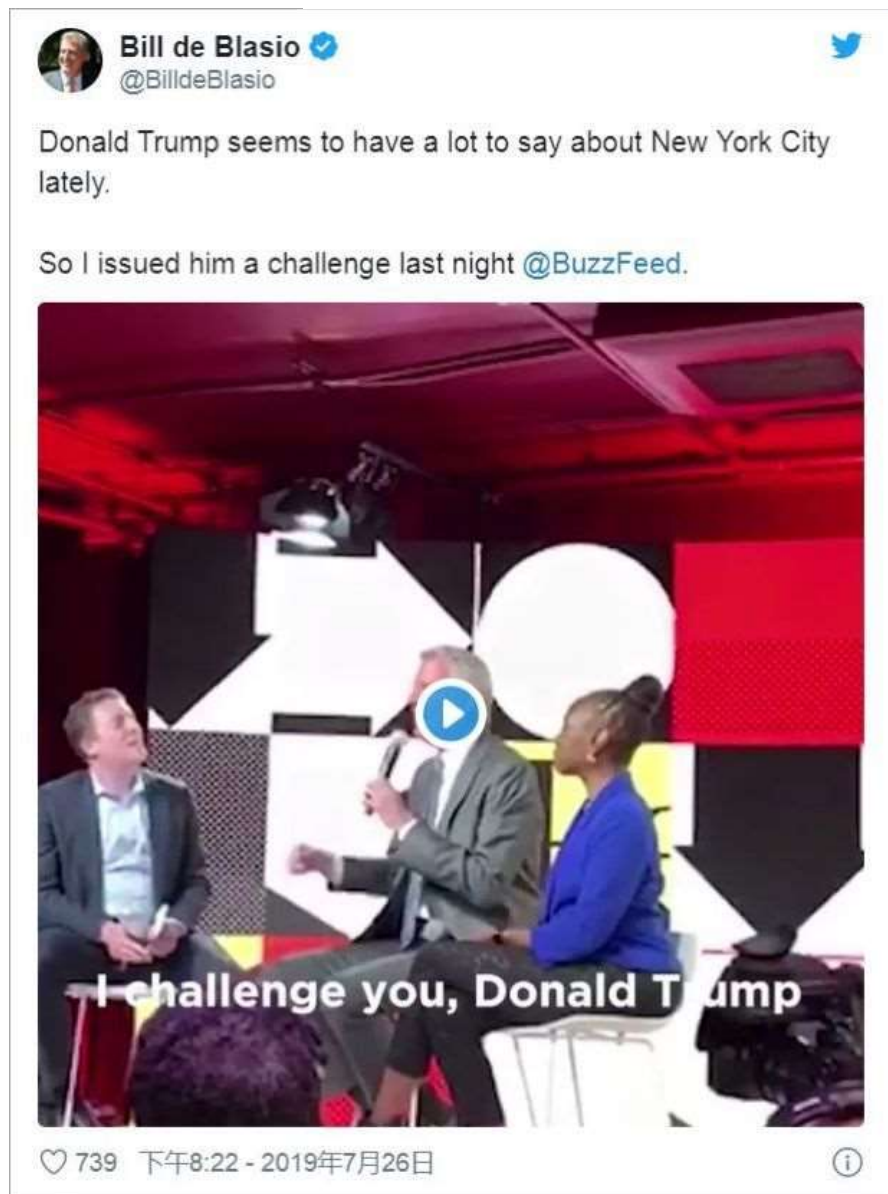 Bill de Blasio
@BilldeBlasio
Donald Trump seems to have a lot to say about New York City
lately.
So I issued him a challenge last night @BuzzFeed.
I challenge you, Donald Trump
739 下午8:22 - 2019年7月26日